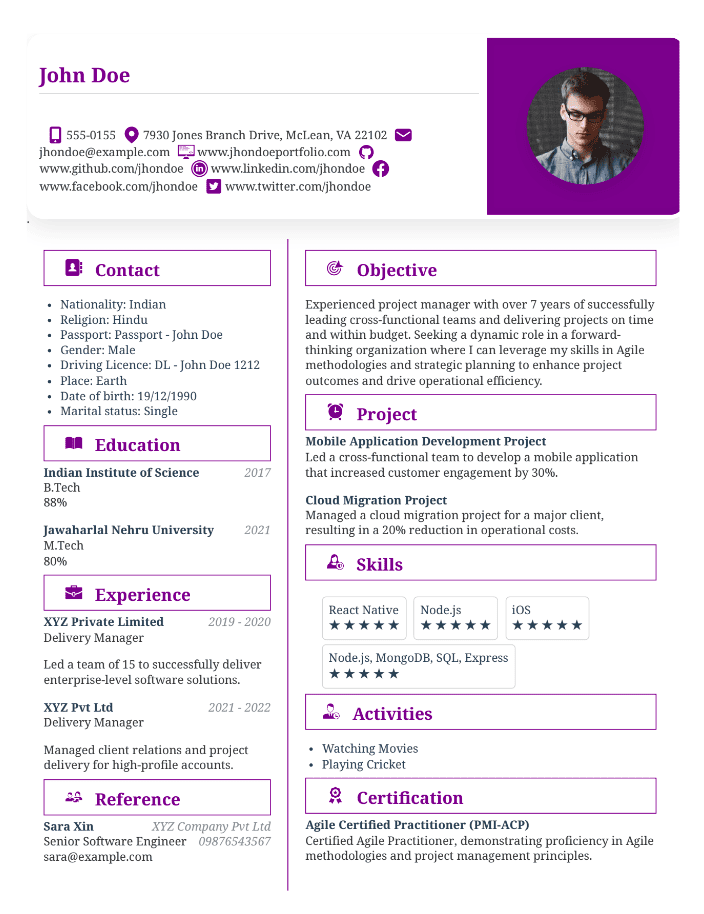 John Doe
555-0155 7930 Jones Branch Drive, McLean, VA 22102
jhondoe@example.com www.jhondoeportfolio.com
www.github.com/jhondoe www.linkedin.com/jhondoe
www.facebook.com/jhondoe www.twitter.com/jhondoe
Contact
• Nationality: Indian
• Religion: Hindu
• Passport: Passport - John Doe
• Gender: Male
• Driving Licence: DL - John Doe 1212
• Place: Earth
• Date of birth: 19/12/1990
• Marital status: Single
Education
Indian Institute of Science 2017
B.Tech
88%
Jawaharlal Nehru University 2021
M.Tech
80%
Experience
XYZ Private Limited 2019 - 2020
Delivery Manager
Led a team of 15 to successfully deliver
enterprise-level software solutions.
XYZ Pvt Ltd 2021 - 2022
Delivery Manager
Managed client relations and project
delivery for high-profile accounts.
Reference
Sara Xin XYZ Company Pvt Ltd
Senior Software Engineer 09876543567
sara@example.com
Objective
Experienced project manager with over 7 years of successfully
leading cross-functional teams and delivering projects on time
and within budget. Seeking a dynamic role in a forward-
thinking organization where I can leverage my skills in Agile
methodologies and strategic planning to enhance project
outcomes and drive operational efficiency.
Project
Mobile Application Development Project
Led a cross-functional team to develop a mobile application
that increased customer engagement by 30%.
Cloud Migration Project
Managed a cloud migration project for a major client,
resulting in a 20% reduction in operational costs.
Skills
React Native Node.js iOS
★★★★★ ★★★★★ ★★★★★
Node.js, MongoDB, SQL, Express
★★★★★
Activities
• Watching Movies
• Playing Cricket
Certification
Agile Certified Practitioner (PMI-ACP)
Certified Agile Practitioner, demonstrating proficiency in Agile
methodologies and project management principles.